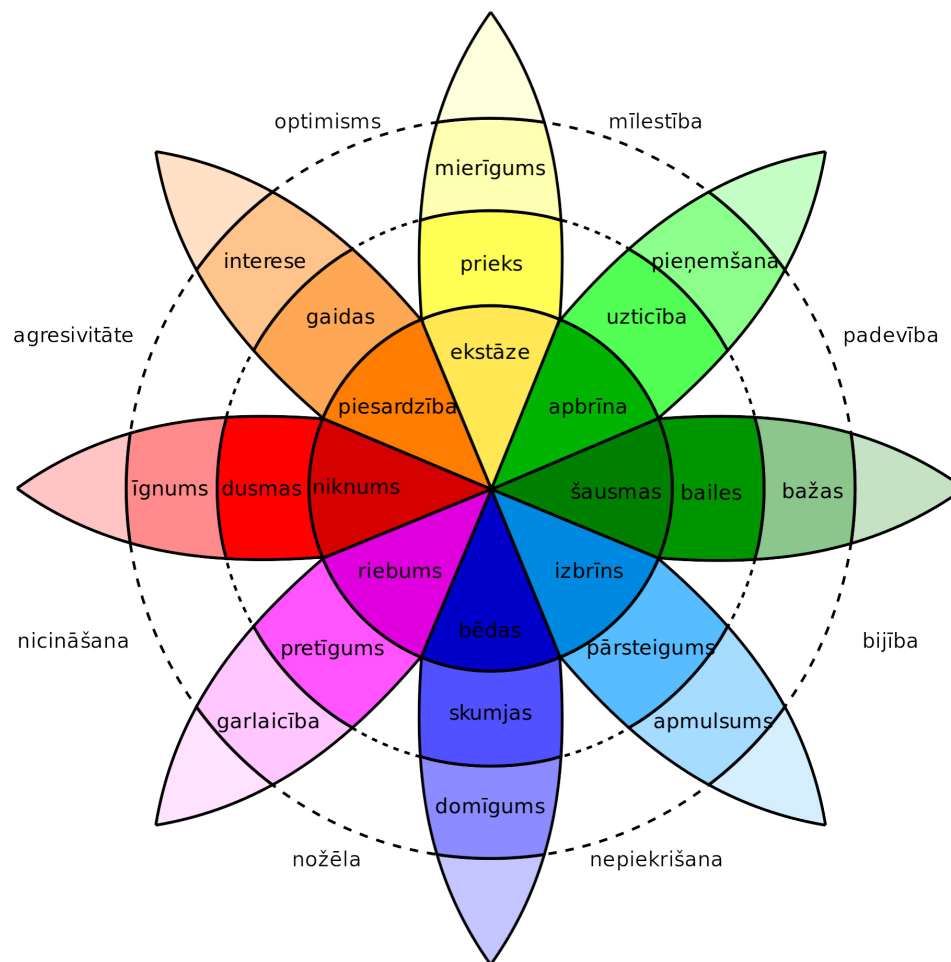 optimisms
mīlestība
mierīgums
interese
prieks
pieņemšana
gaidas
uzticība
agresivitāte
padevība
ekstāze
piesardzība
apbrīna
īgnums
dusmas
niknums
šausmas
bailes
bažas
riebums
izbrīns
nicināšana
bēdas
bijība
pretīgums
pārsteigums
garlaicība
skumjas
apmulsums
domīgums
nožēla
nepiekrišana